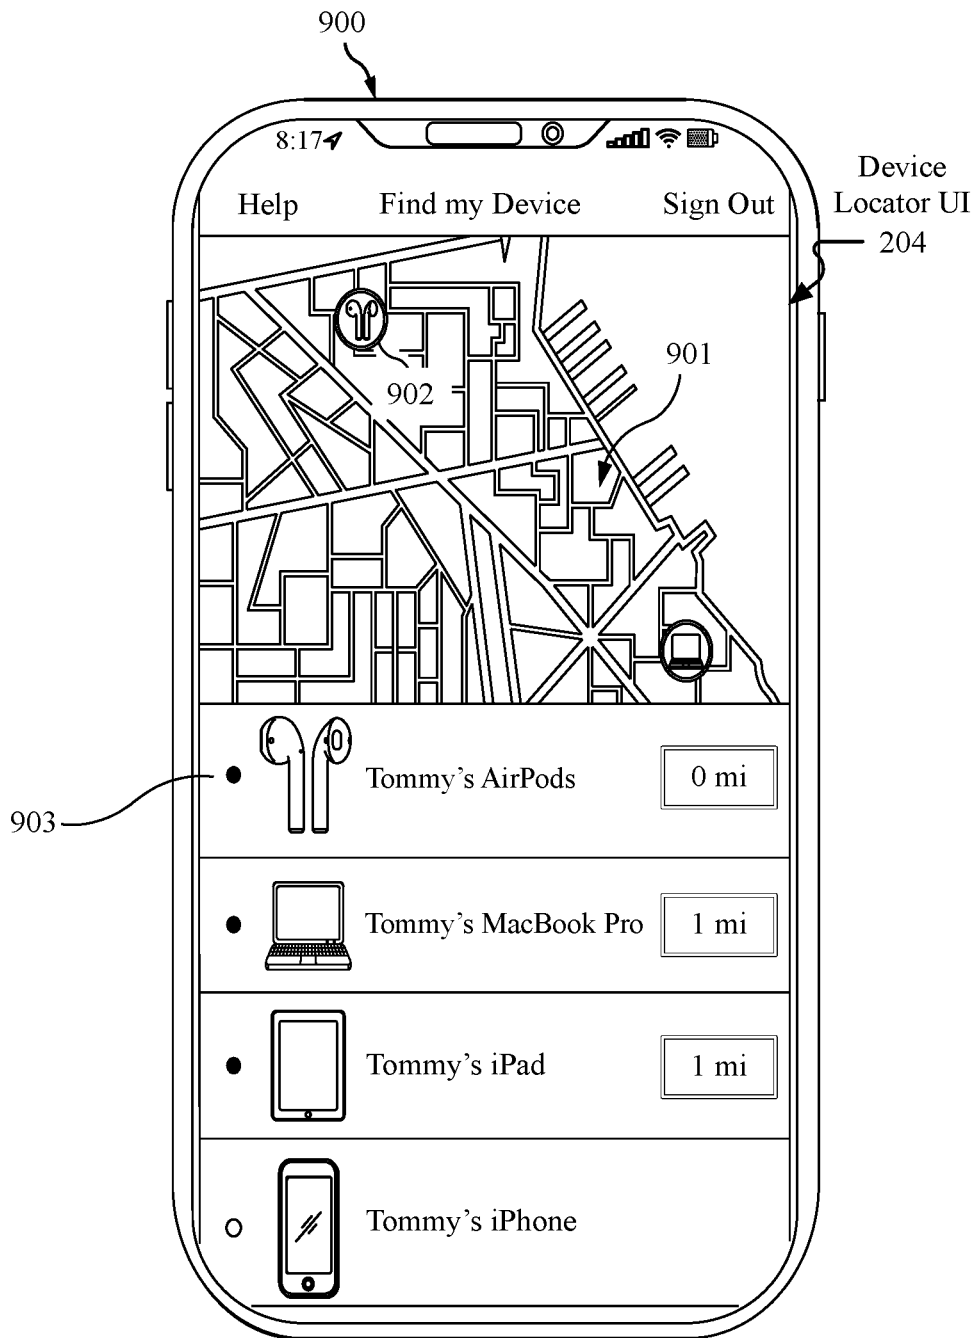 900
8:17
Device
Locator UI
204
Help
Find my Device
Sign Out
901
902
903
Tommy’s AirPods
0 mi
Tommy’s MacBook Pro
1 mi
Tommy’s iPad
1 mi
Tommy’s iPhone